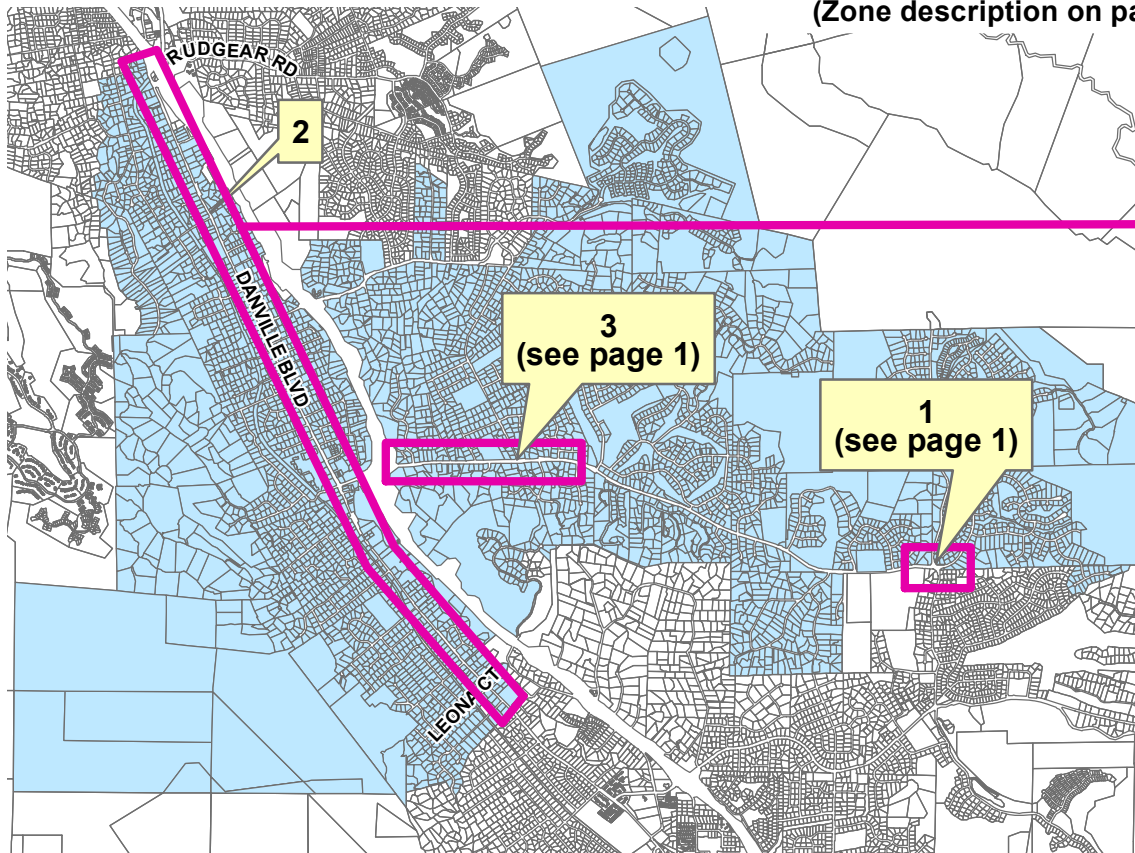 (Zone description on pa
RUDGEAR RD
2
DANVILLE BLVD
3
(see page 1)
1
(see page 1)
LEONA CT